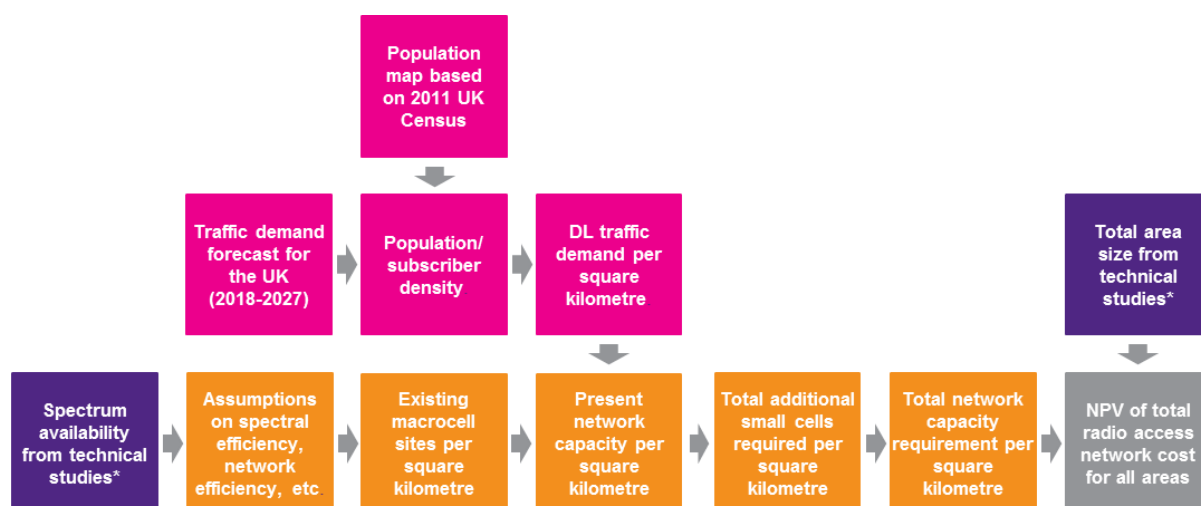 Population
map based
on 2011 UK
Census
Traffic demand
forecast for
the UK
(2018-2027)
Population/
subscriber
density
DL traffic
demand per
square
kilometre
Total area
size from
technical
studies*
Spectrum
availability
from technical
studies*
Assumptions
on spectral
efficiency,
network
efficiency, etc.
Existing
macrocell
sites per
square
kilometre
Present
network
capacity per
square
kilometre
Total additional
small cells
required per
square
kilometre
Total network
capacity
requirement per
square
kilometre
NPV of total
radio access
network cost
for all areas